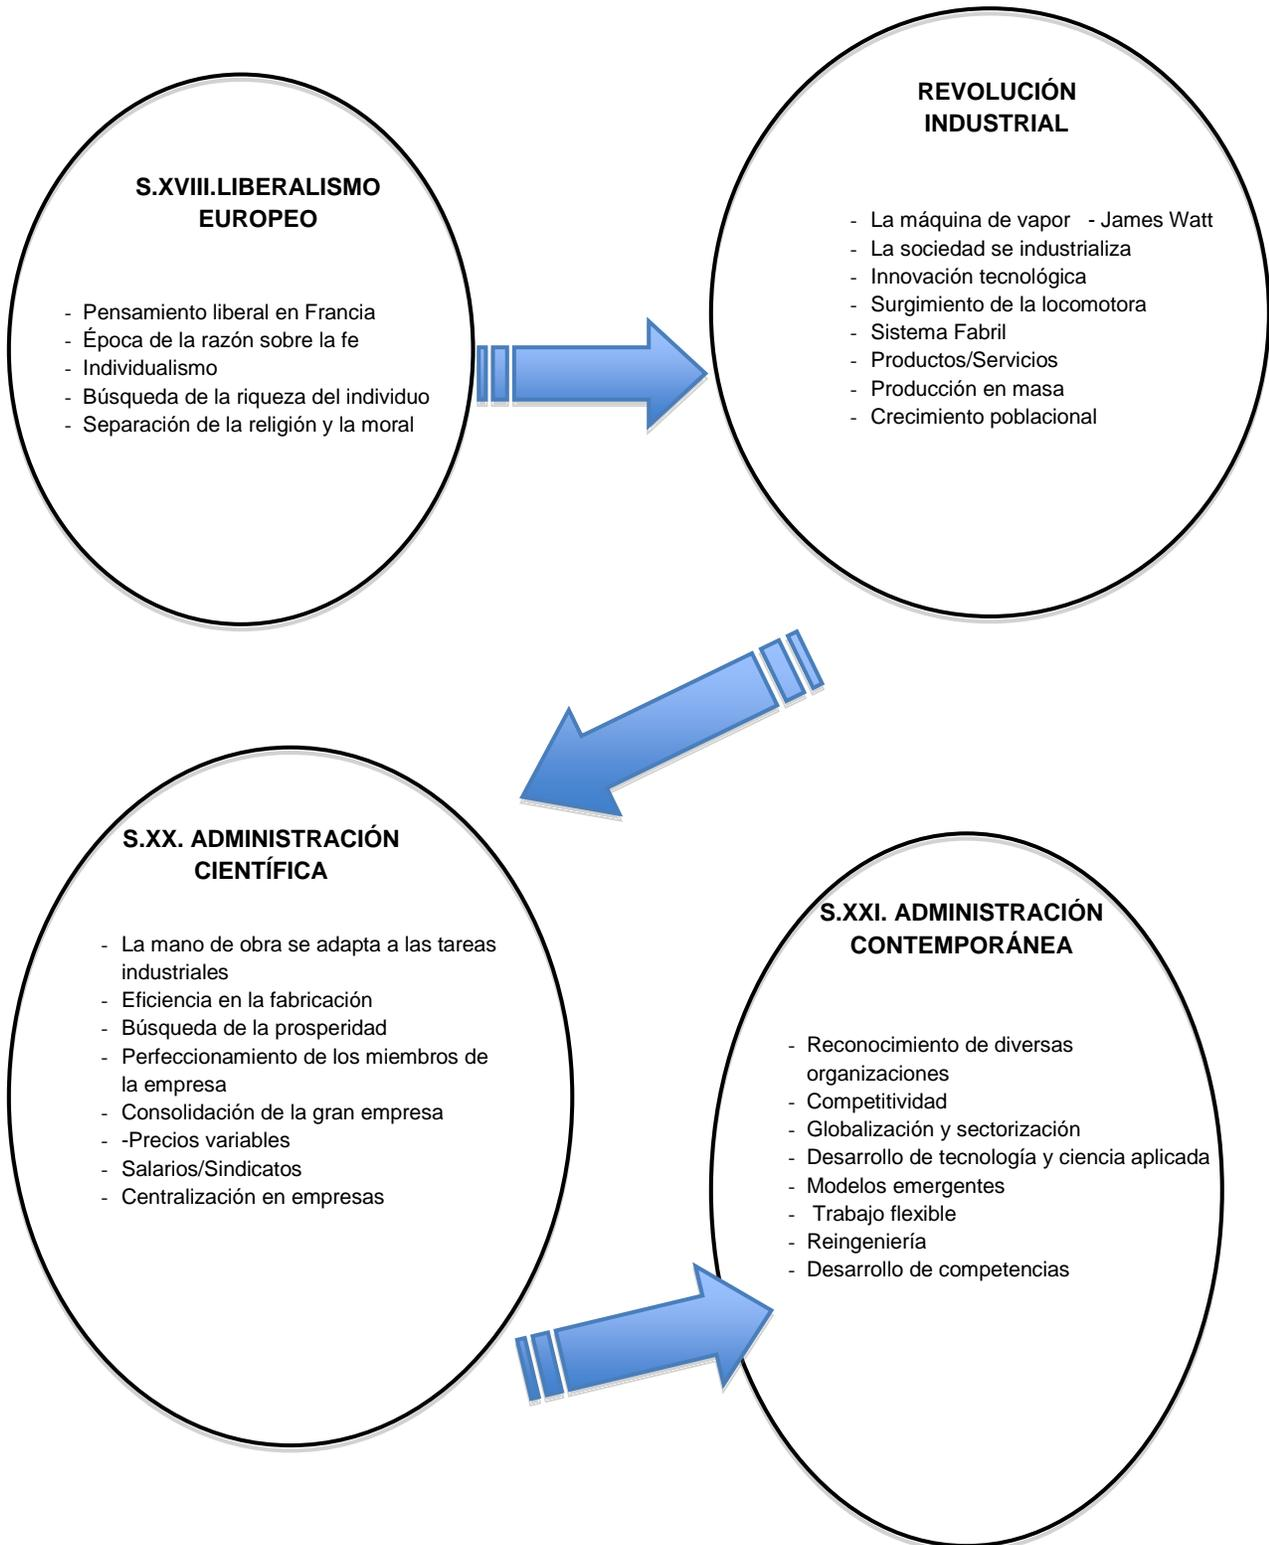 S.XVIII.LIBERALISMO
EUROPEO
- Pensamiento liberal en Francia
- Época de la razón sobre la fe
- Individualismo
- Búsqueda de la riqueza del individuo
- Separación de la religión y la moral
REVOLUCIÓN
INDUSTRIAL
- La máquina de vapor - James Watt
- La sociedad se industrializa
- Innovación tecnológica
- Surgimiento de la locomotora
- Sistema Fabril
- Productos/Servicios
- Producción en masa
- Crecimiento poblacional
S.XX. ADMINISTRACIÓN
CIENTÍFICA
- La mano de obra se adapta a las tareas
industriales
- Eficiencia en la fabricación
- Búsqueda de la prosperidad
- Perfeccionamiento de los miembros de
la empresa
- Consolidación de la gran empresa
- -Precios variables
- Salarios/Sindicatos
- Centralización en empresas
S.XXI. ADMINISTRACIÓN
CONTEMPORÁNEA
- Reconocimiento de diversas
organizaciones
- Competitividad
- Globalización y sectorización
- Desarrollo de tecnología y ciencia aplicada
- Modelos emergentes
- Trabajo flexible
- Reingeniería
- Desarrollo de competencias